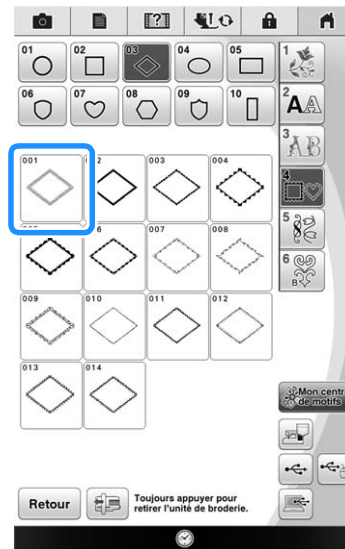 01 02 03 04 05
06 07 08 09 10
1
2 AAA
3 AB
4
5
6 B
001 003 004
007 008
009 010 011 012
013 014
Mon centr
de motifs
Retour
Toujours appuyer pour
retirer l'unité de broderie.